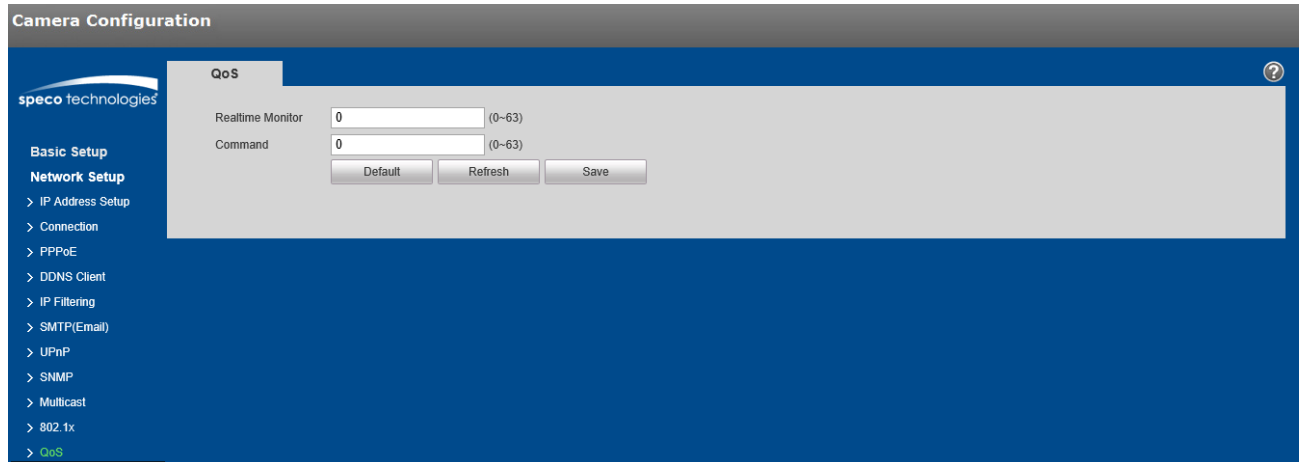 Camera Configuration
speco technologies
QoS
?
Realtime Monitor 0 (0~63)
Command 0 (0~63)
Default Refresh Save
Basic Setup
Network Setup
> IP Address Setup
> Connection
> PPPoE
> DDNS Client
> IP Filtering
> SMTP(Email)
> UPnP
> SNMP
> Multicast
> 802.1x
> QoS